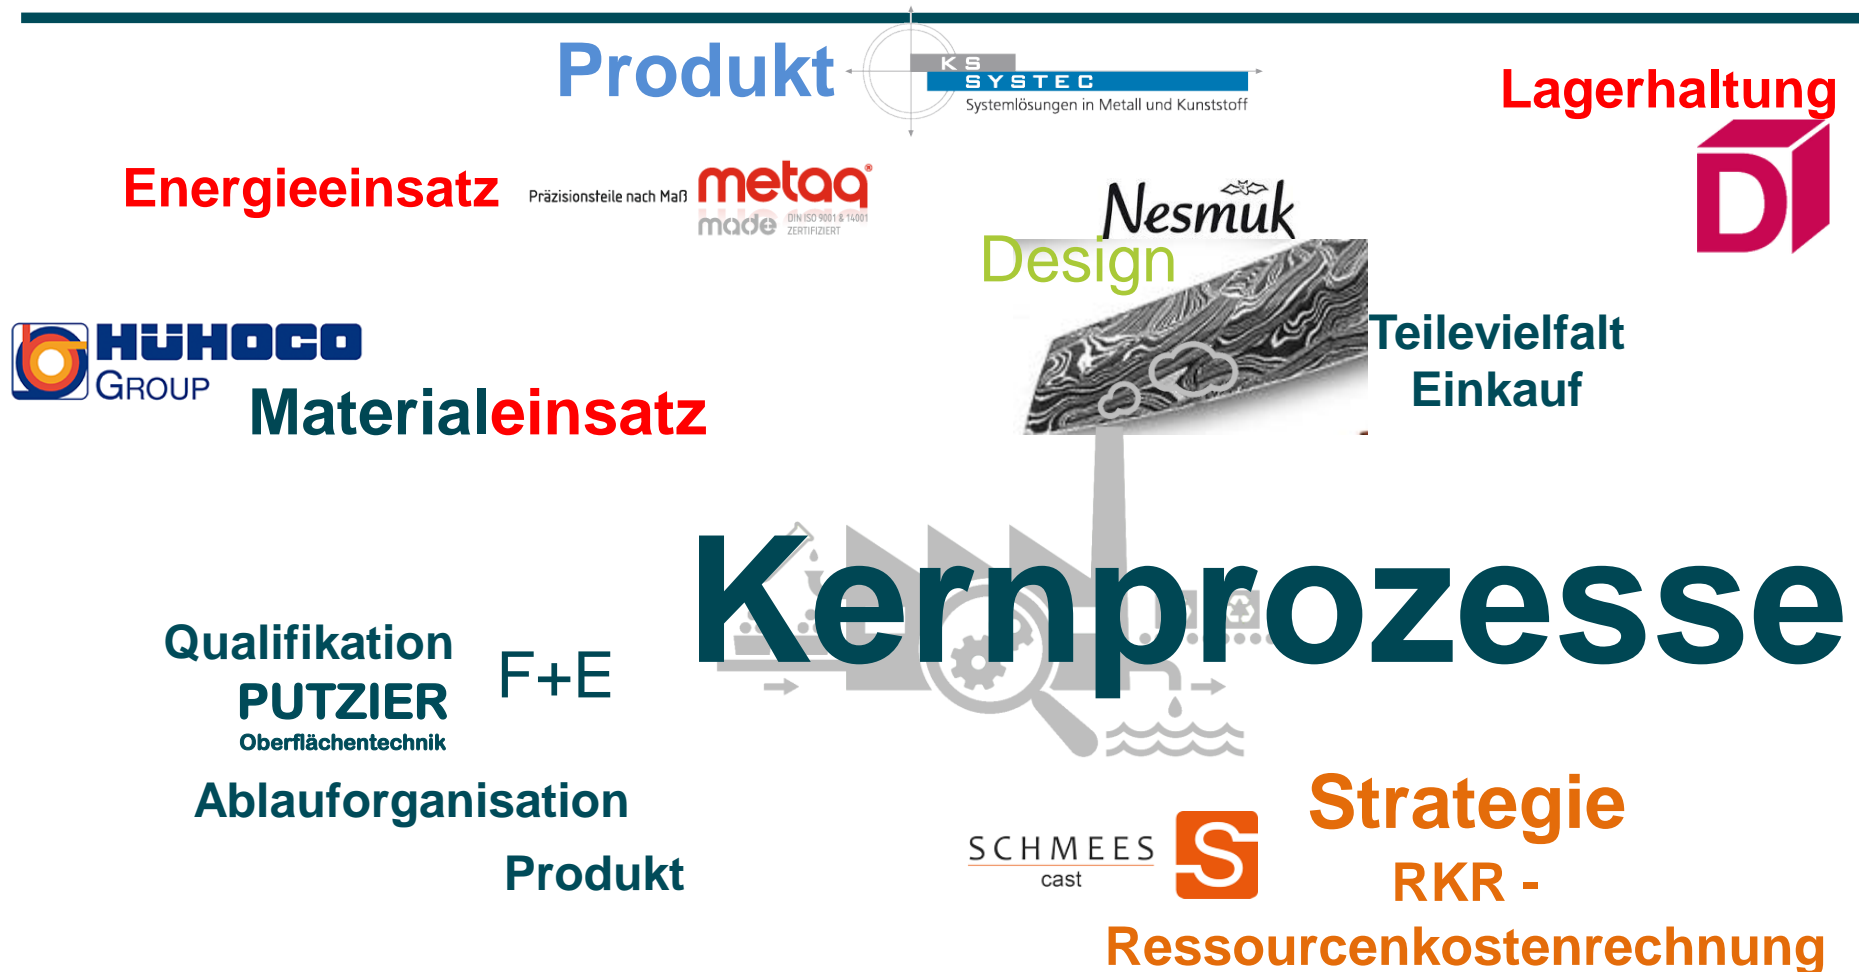 Produkt
KS
SYSTEC
Systemlösungen in Metall und Kunststoff
Lagerhaltung
D
Energieeinsatz
Präzisionsteile nach Maß
metaq®
made
DIN ISO 9001 & 14001
ZERTIFIZIERT
Nesmuk
Design
HÜHOCO
GROUP
Materialeinsatz
Teilevielfalt
Einkauf
Kernprozesse
Qualifikation
PUTZIER
Oberflächentechnik
F+E
Ablauforganisation
Produkt
SCHMEES
cast
S
Strategie
RKR -
Ressourcenkostenrechnung